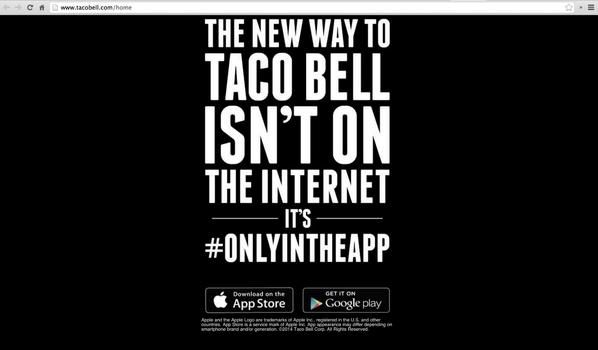 www.tacobell.com/home
THE NEW WAY TO
TACO BELL
ISN'T ON
THE INTERNET
IT'S
#ONLYINTHEAPP
Download on the
App Store
GET IT ON
Google play
Apple and the Apple Logo are trademarks of Apple Inc., registered in the U.S. and other
countries. App Store is a service mark of Apple Inc. App appearance may differ depending on
smartphone brand and/or generation. ©2014 Taco Bell Corp. All Rights Reserved.